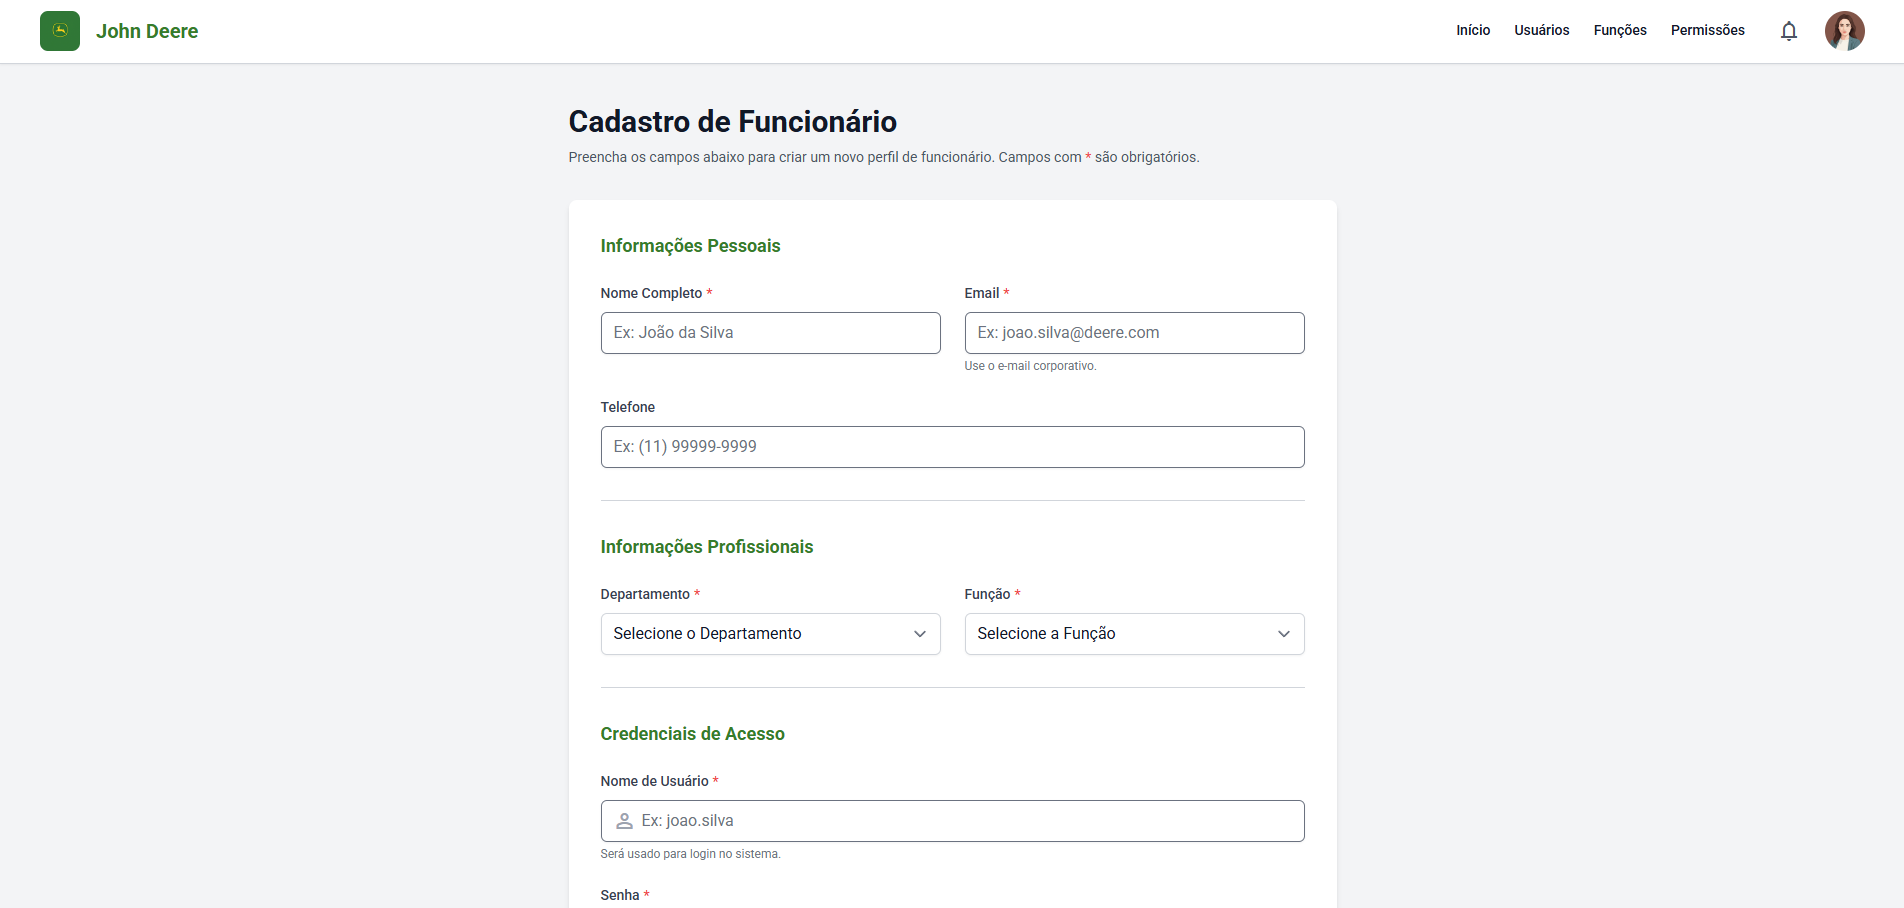 John Deere
Início Usuários Funções Permissões
Cadastro de Funcionário
Preencha os campos abaixo para criar um novo perfil de funcionário. Campos com * são obrigatórios.
Informações Pessoais
Nome Completo * Email *
Ex: João da Silva Ex: joao.silva@deere.com
Use o e-mail corporativo.
Telefone
Ex: (11) 99999-9999
Informações Profissionais
Departamento * Função *
Selecione o Departamento Selecione a Função
Credenciais de Acesso
Nome de Usuário *
Ex: joao.silva
Será usado para login no sistema.
Senha *